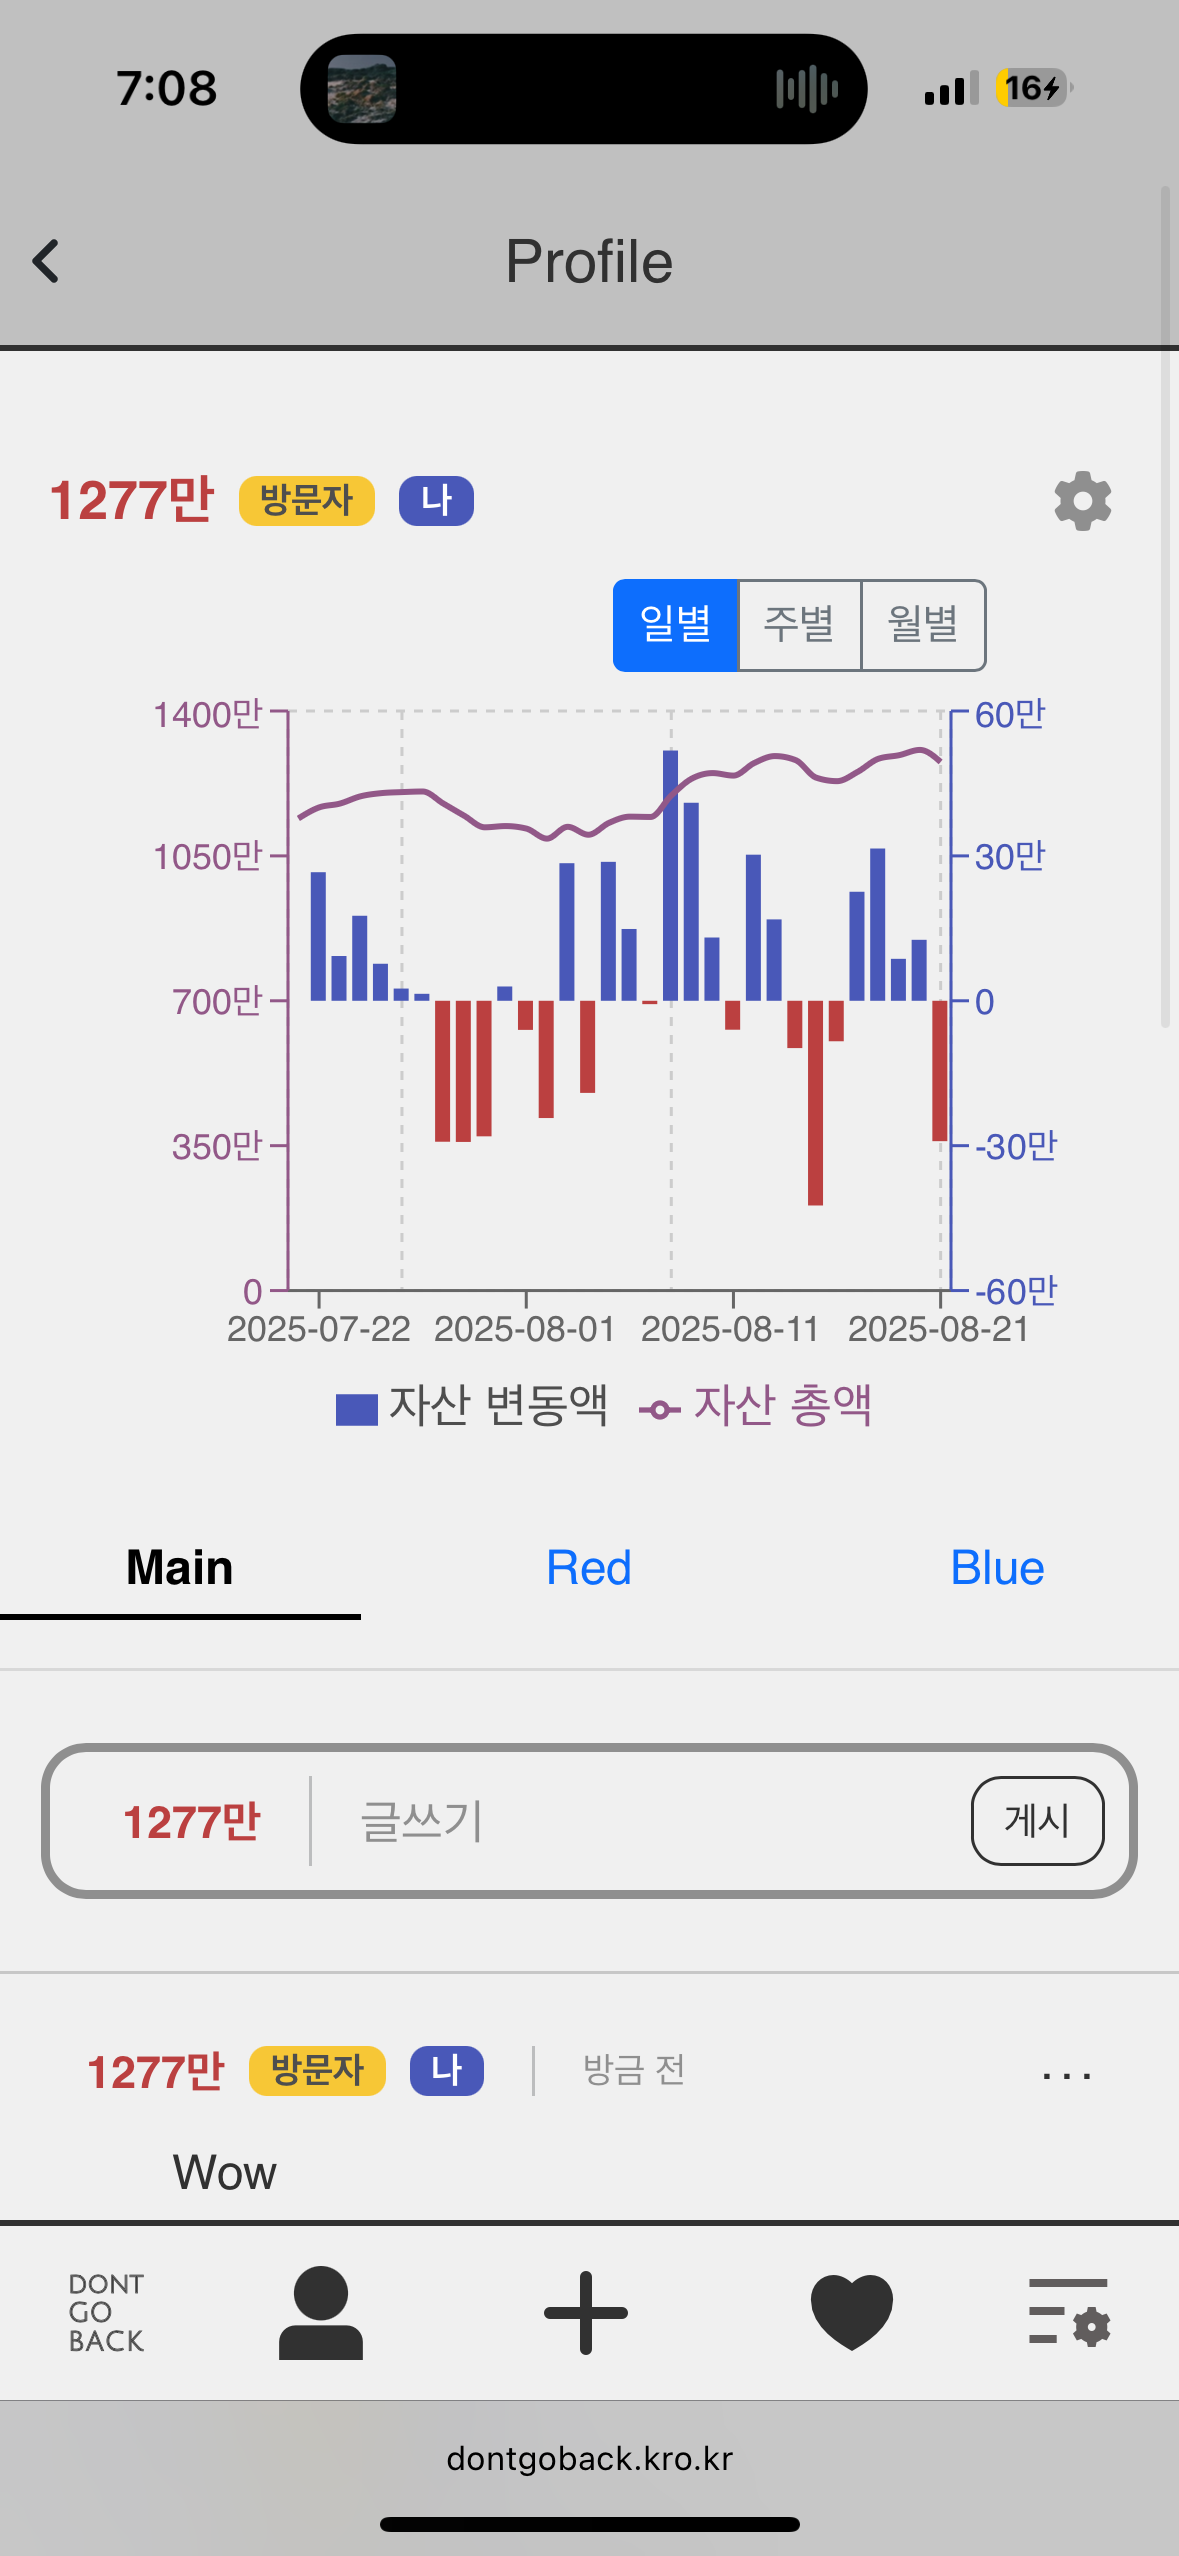 7:08
16
Profile
1277만 방문자 나
일별 주별 월별
1400만 60만
1050만 30만
700만 0
350만 -30만
0 -60만
2025-07-22 2025-08-01 2025-08-11 2025-08-21
자산 변동액 자산 총액
Main Red Blue
1277만 글쓰기 게시
1277만 방문자 나 방금 전 ...
Wow
DONT
GO
BACK
dontgoback.kro.kr